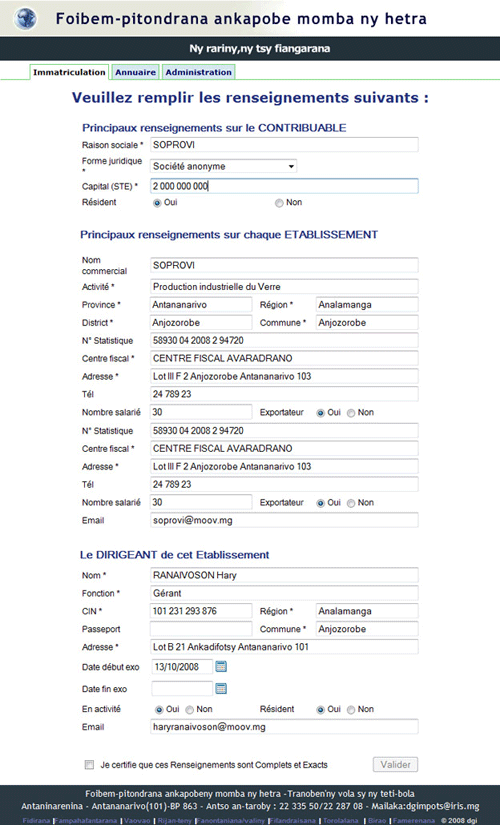 Foibem-pitondrana ankapobe momba ny hetra
Ny rariny,ny tsy fiangarana
Immatriculation Annuaire Administration
Veuillez remplir les renseignements suivants :
Principaux renseignements sur le CONTRIBUABLE
Raison sociale * SOPROVI
Forme juridique * Société anonyme
Capital (STE) * 2 000 000 000
Résident Oui Non
Principaux renseignements sur chaque ETABLISSEMENT
Nom commercial SOPROVI
Activité * Production industrielle du Verre
Province * Antananarivo Région * Analamanga
District * Anjozorobe Commune * Anjozorobe
N° Statistique 58930 04 2008 2 94720
Centre fiscal * CENTRE FISCAL AVARADRANO
Adresse * Lot III F 2 Anjozorobe Antananarivo 103
Tél 24 789 23
Nombre salarié 30 Exportateur Oui Non
N° Statistique 58930 04 2008 2 94720
Centre fiscal * CENTRE FISCAL AVARADRANO
Adresse * Lot III F 2 Anjozorobe Antananarivo 103
Tél 24 789 23
Nombre salarié 30 Exportateur Oui Non
Email soprovi@moov.mg
Le DIRIGEANT de cet Etablissement
Nom * RANAIVOSON Hary
Fonction * Gérant
CIN * 101 231 293 876 Région * Analamanga
Passeport Commune * Anjozorobe
Adresse * Lot B 21 Ankadifotsy Antananarivo 101
Date début exo 13/10/2008
Date fin exo
En activité Oui Non Résident Oui Non
Email haryranaivoson@moov.mg
Je certifie que ces Renseignements sont Complets et Exacts Valider
Foibem-pitondrana ankapobeny momba ny hetra -Tranoben'ny vola sy ny teti-bola
Antaninarenina - Antananarivo(101)-BP 863 - Antso an-taroby : 22 335 50/22 287 08 - Mailaka:dgimpots@iris.mg
Fidirana |Fampahafantarana | Vaovao | Rijan-teny |Fanontaniana/valiny |Fifandraisana | Torolalana | Birao | Famerenana © 2008 dgi